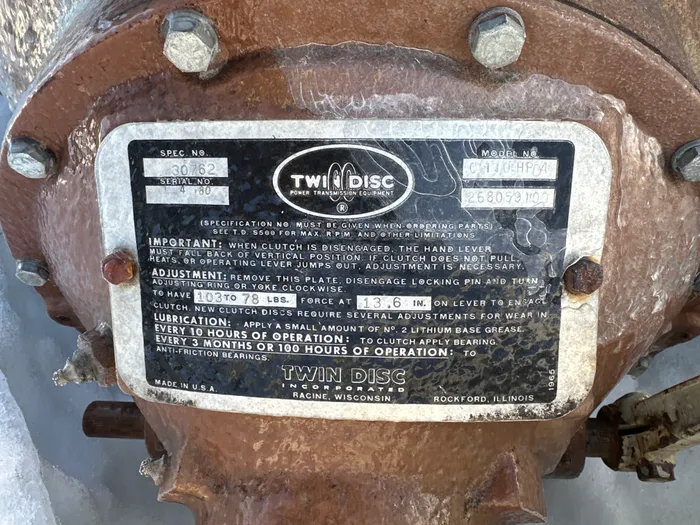 SPEC. NO.
30762
SERIAL NO.
TWIN DISC
POWER TRANSMISSION EQUIPMENT
®
MODEL NO.
(SPECIFICATION NO. MUST BE GIVEN WHEN ORDERING PARTS)
SEE T.D. S500 FOR MAX. R.P.M. AND OTHER LIMITATIONS
IMPORTANT: WHEN CLUTCH IS DISENGAGED, THE HAND LEVER
MUST FALL BACK OF VERTICAL POSITION. IF CLUTCH DOES NOT PULL,
HEATS, OR OPERATING LEVER JUMPS OUT, ADJUSTMENT IS NECESSARY.
ADJUSTMENT: REMOVE THIS PLATE, DISENGAGE LOCKING PIN AND TURN
ADJUSTING RING OR YOKE CLOCKWISE.
TO HAVE 103 TO 78 LBS. FORCE AT 13.6 IN. ON LEVER TO ENGAGE
CLUTCH. NEW CLUTCH DISCS REQUIRE SEVERAL ADJUSTMENTS FOR WEAR IN.
LUBRICATION: APPLY A SMALL AMOUNT OF NO. 2 LITHIUM BASE GREASE.
EVERY 10 HOURS OF OPERATION: TO CLUTCH APPLY BEARING.
EVERY 3 MONTHS OR 100 HOURS OF OPERATION: TO
ANTI-FRICTION BEARINGS.
TWIN DISC
INCORPORATED
MADE IN U.S.A. RACINE, WISCONSIN ROCKFORD, ILLINOIS
1965